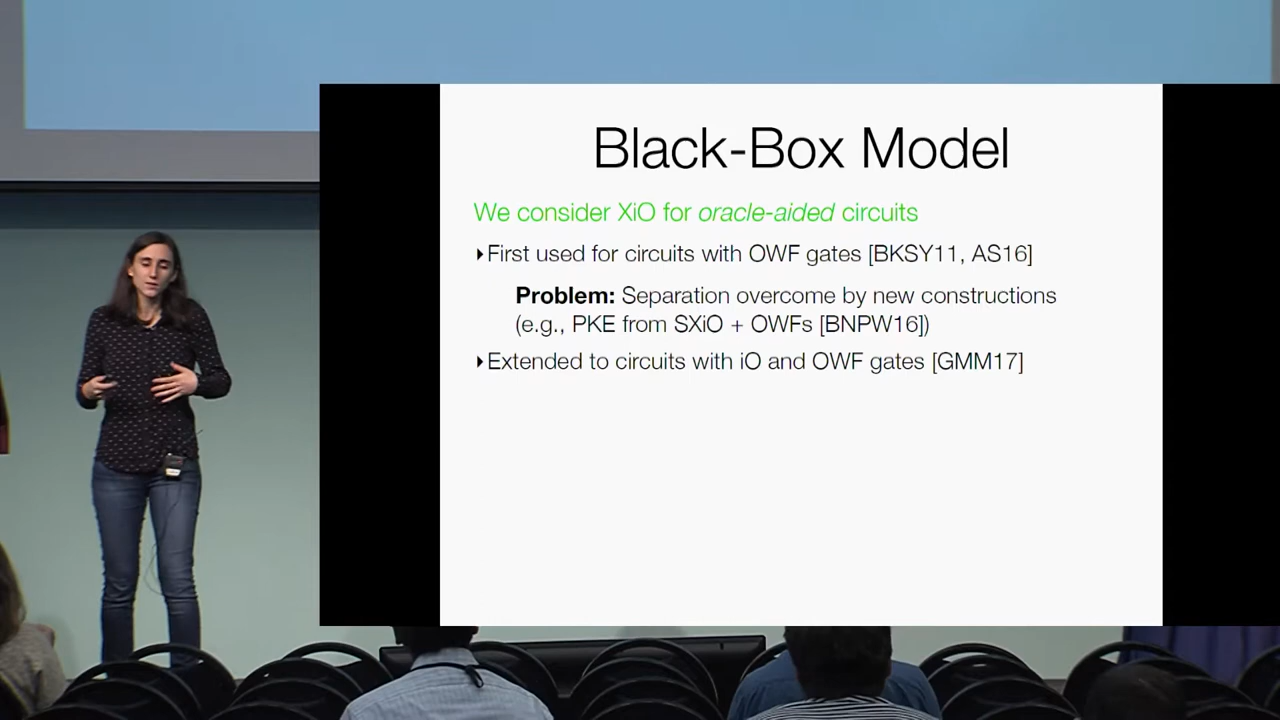 Black-Box Model
We consider XiO for oracle-aided circuits
‣First used for circuits with OWF gates [BKSY11, AS16]
Problem: Separation overcome by new constructions
(e.g., PKE from SXiO + OWFs [BNPW16])
‣Extended to circuits with iO and OWF gates [GMM17]